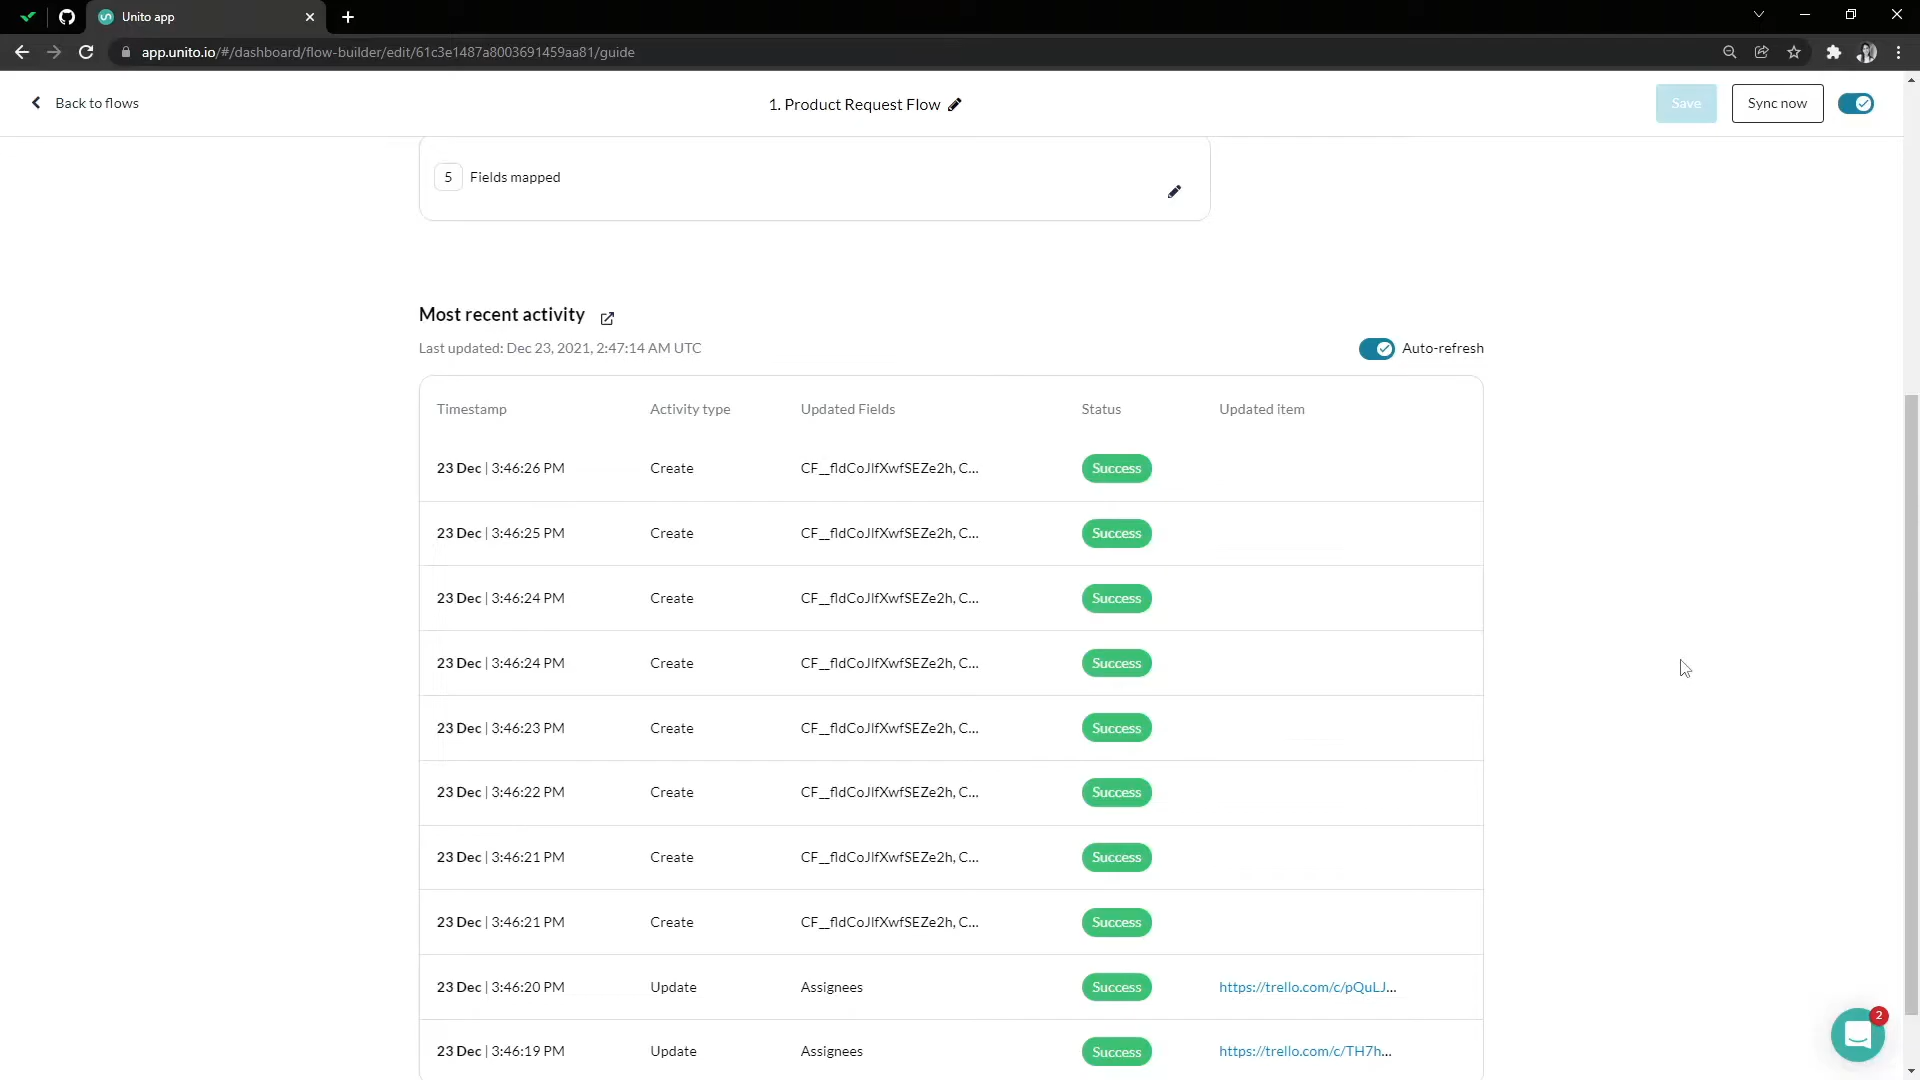 Unito app
app.unito.io/#/dashboard/flow-builder/edit/61c3e1487a8003691459aa81/guide
Back to flows
1. Product Request Flow
Save
Sync now
5 Fields mapped
Most recent activity
Last updated: Dec 23, 2021, 2:47:14 AM UTC
Auto-refresh
Timestamp Activity type Updated Fields Status Updated item
23 Dec | 3:46:26 PM Create CF__fldCoJlfXwfSEZe2h, C... Success
23 Dec | 3:46:25 PM Create CF__fldCoJlfXwfSEZe2h, C... Success
23 Dec | 3:46:24 PM Create CF__fldCoJlfXwfSEZe2h, C... Success
23 Dec | 3:46:24 PM Create CF__fldCoJlfXwfSEZe2h, C... Success
23 Dec | 3:46:23 PM Create CF__fldCoJlfXwfSEZe2h, C... Success
23 Dec | 3:46:22 PM Create CF__fldCoJlfXwfSEZe2h, C... Success
23 Dec | 3:46:21 PM Create CF__fldCoJlfXwfSEZe2h, C... Success
23 Dec | 3:46:21 PM Create CF__fldCoJlfXwfSEZe2h, C... Success
23 Dec | 3:46:20 PM Update Assignees Success https://trello.com/c/pQuLJ...
23 Dec | 3:46:19 PM Update Assignees Success https://trello.com/c/TH7h...
2